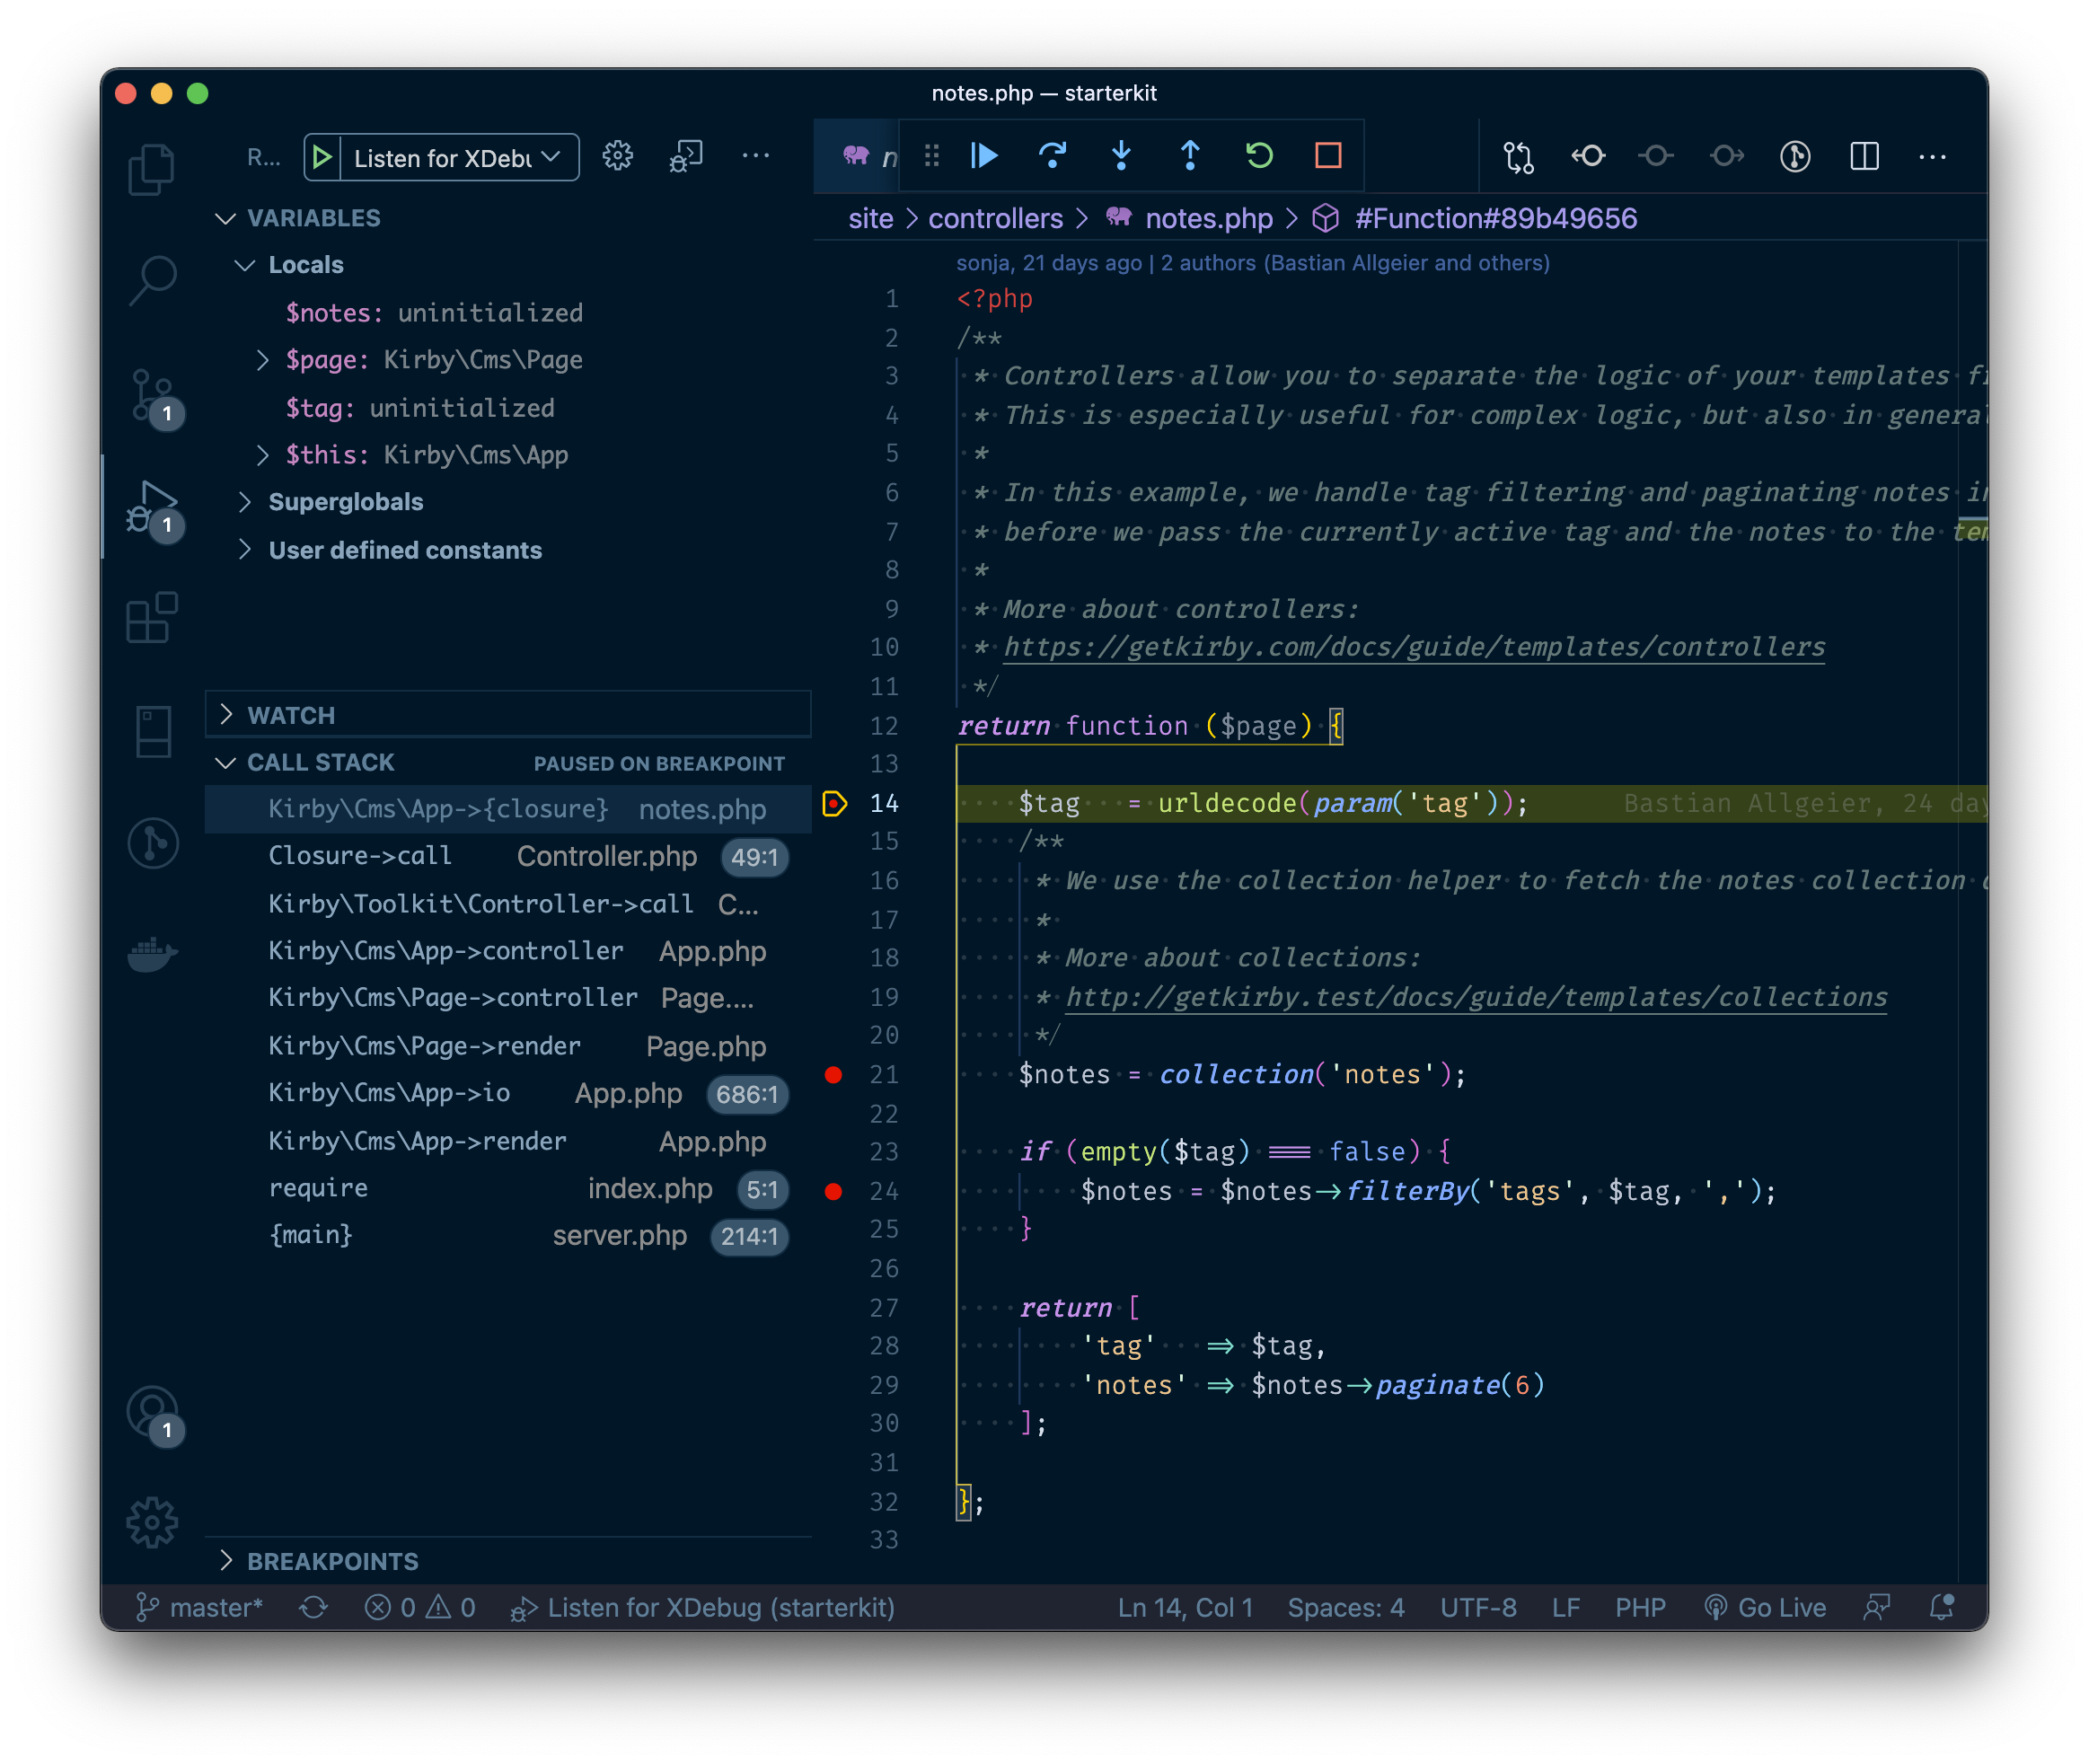 notes.php — starterkit
R... Listen for XDebu
VARIABLES
Locals
$notes: uninitialized
$page: Kirby\Cms\Page
$tag: uninitialized
$this: Kirby\Cms\App
Superglobals
User defined constants
WATCH
CALL STACK PAUSED ON BREAKPOINT
Kirby\Cms\App->{closure} notes.php
Closure->call Controller.php 49:1
Kirby\Toolkit\Controller->call C...
Kirby\Cms\App->controller App.php
Kirby\Cms\Page->controller Page....
Kirby\Cms\Page->render Page.php
Kirby\Cms\App->io App.php 686:1
Kirby\Cms\App->render App.php
require index.php 5:1
{main} server.php 214:1
BREAKPOINTS
1
1
1
n
site > controllers > notes.php > #Function#89b49656
sonja, 21 days ago | 2 authors (Bastian Allgeier and others)
1 <?php
2 /**
3 * Controllers allow you to separate the logic of your templates
4 * This is especially useful for complex logic, but also in general
5 *
6 * In this example, we handle tag filtering and paginating notes
7 * before we pass the currently active tag and the notes to the
8 *
9 * More about controllers:
10 * https://getkirby.com/docs/guide/templates/controllers
11 */
12 return function ($page) {
13
14 $tag = urldecode(param('tag')); Bastian Allgeier, 24 day
15 /**
16 * We use the collection helper to fetch the notes collection
17 *
18 * More about collections:
19 * http://getkirby.test/docs/guide/templates/collections
20 */
21 $notes = collection('notes');
22
23 if (empty($tag) === false) {
24 $notes = $notes->filterBy('tags', $tag, ',');
25 }
26
27 return [
28 'tag' => $tag,
29 'notes' => $notes->paginate(6)
30 ];
31
32 };
33
master* 0 0 Listen for XDebug (starterkit) Ln 14, Col 1 Spaces: 4 UTF-8 LF PHP Go Live